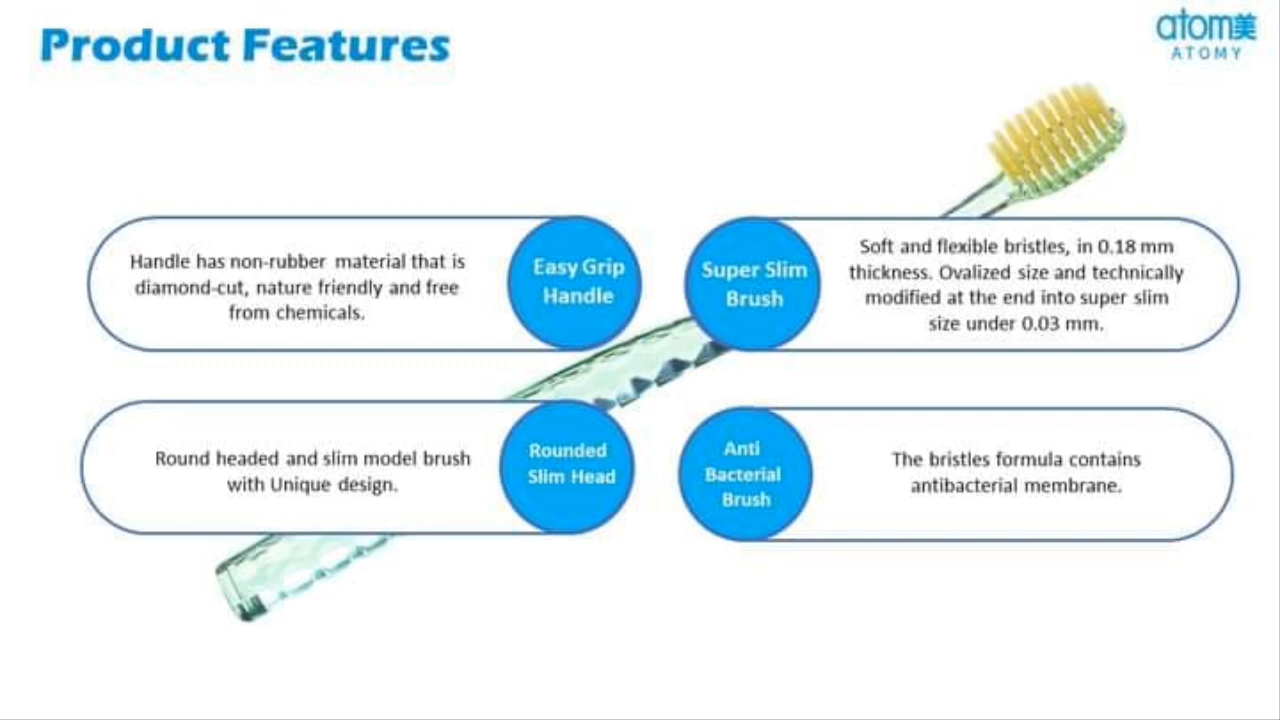 Product Features
atom美
ATOMY
Handle has non-rubber material that is
diamond-cut, nature friendly and free
from chemicals.
Easy Grip
Handle
Super Slim
Brush
Soft and flexible bristles, in 0.18 mm
thickness. Ovalized size and technically
modified at the end into super slim
size under 0.03 mm.
Round headed and slim model brush
with Unique design.
Rounded
Slim Head
Anti
Bacterial
Brush
The bristles formula contains
antibacterial membrane.